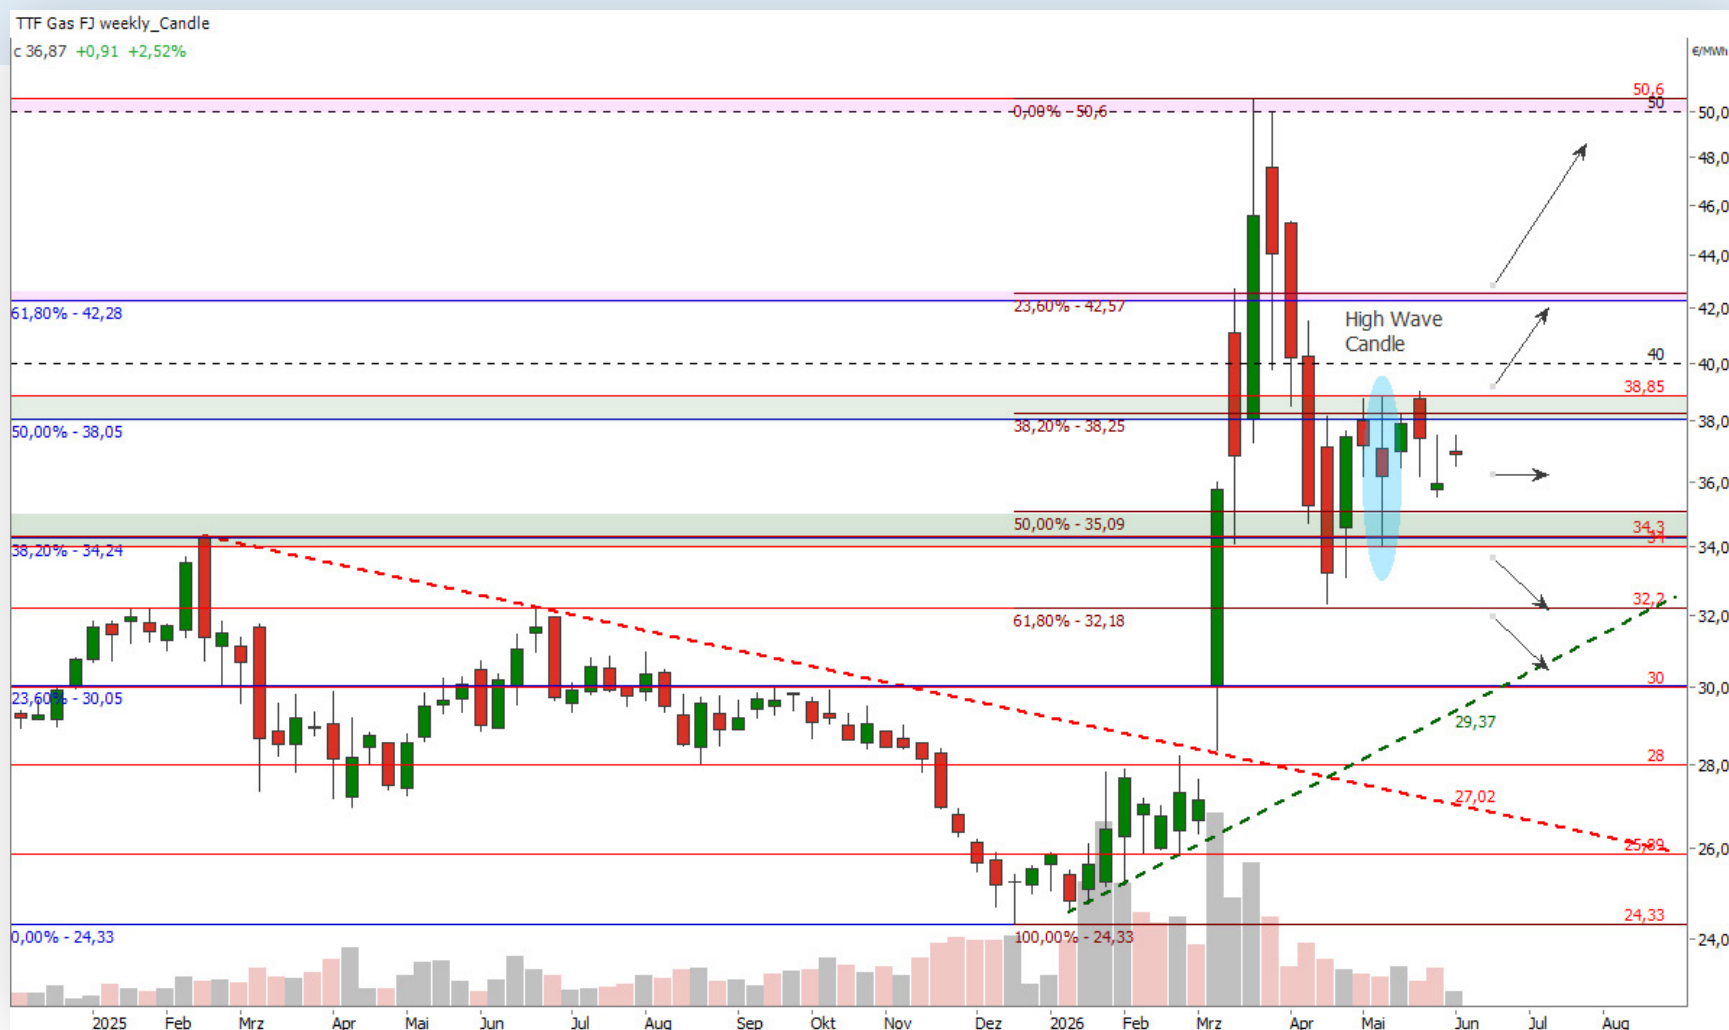 TTF Gas FJ weekly_Candle
c 36,87 +0,91 +2,52%
€/MWh
50,6
50
0,00% - 50,6
50,0
48,0
46,0
44,0
61,80% - 42,28
23,60% - 42,57
42,0
High Wave
Candle
40
40,0
38,85
50,00% - 38,05
38,20% - 38,25
38,0
36,0
50,00% - 35,09
34,3
34
38,20% - 34,24
34,0
32,2
61,80% - 32,18
32,0
23,60% - 30,05
30
30,0
29,37
28
28,0
27,02
25,89
26,0
24,33
0,00% - 24,33
100,00% - 24,33
24,0
2025 Feb Mrz Apr Mai Jun Jul Aug Sep Okt Nov Dez 2026 Feb Mrz Apr Mai Jun Jul Aug